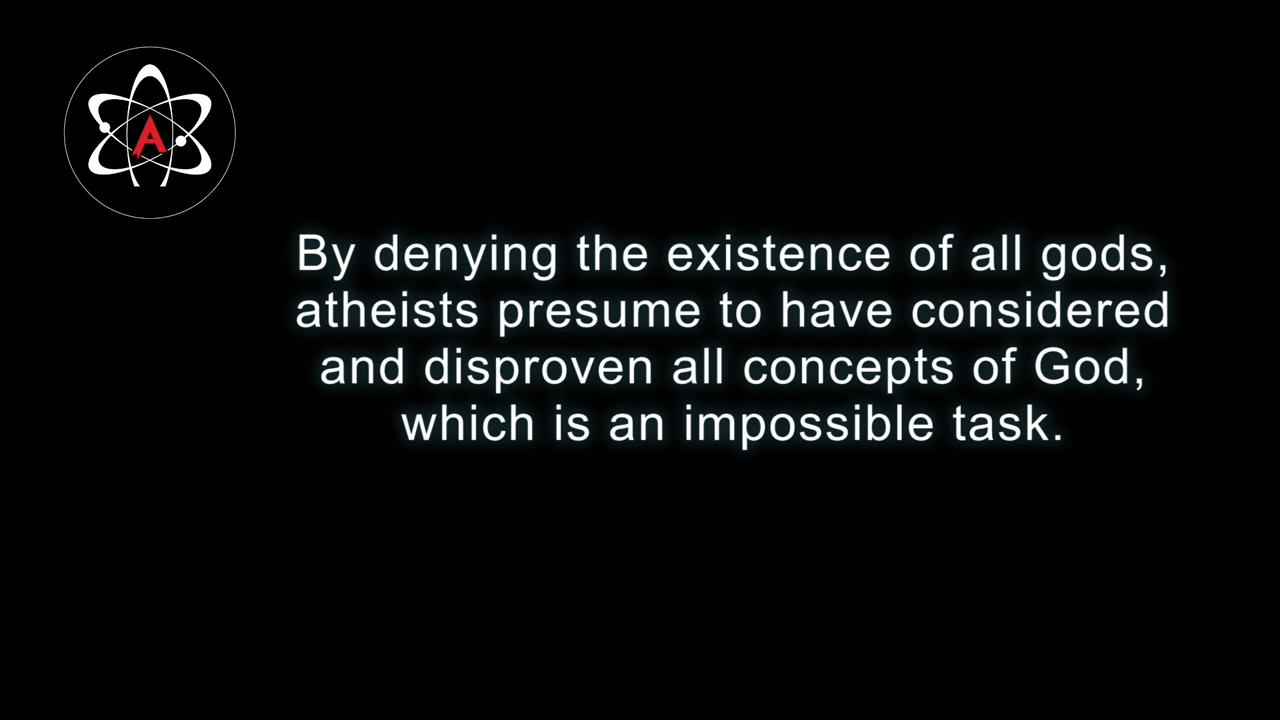 A
By denying the existence of all gods,
atheists presume to have considered
and disproven all concepts of God,
which is an impossible task.